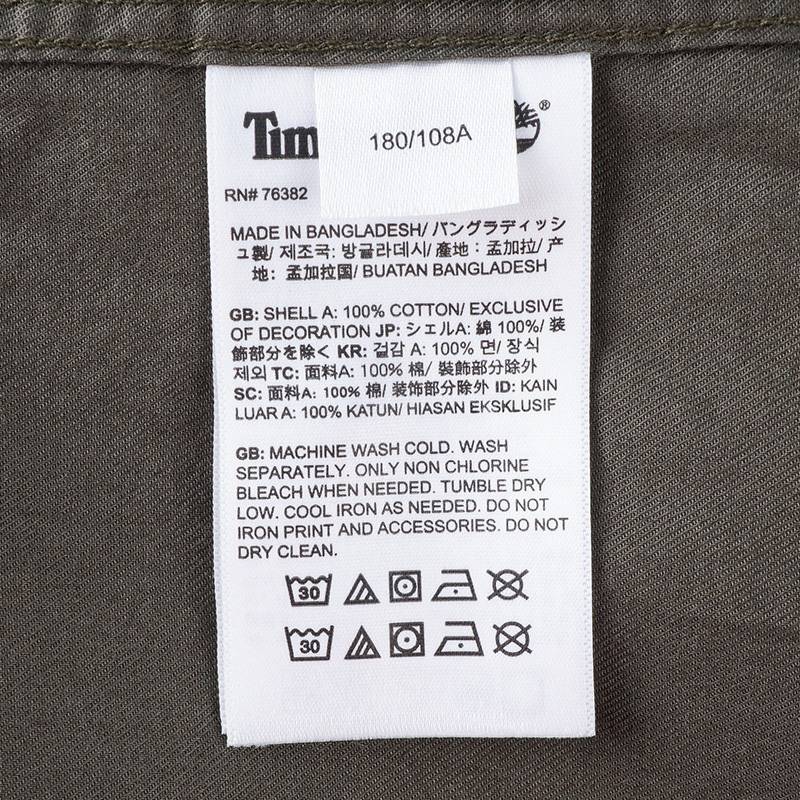 Tim
®
180/108A
RN# 76382
MADE IN BANGLADESH/ バングラディッシ
ュ製/ 제조국: 방글라데시/ 產地：孟加拉/ 产
地：孟加拉国/ BUATAN BANGLADESH
GB: SHELL A: 100% COTTON/ EXCLUSIVE
OF DECORATION JP: シェルA: 綿 100%/ 装
飾部分を除く KR: 겉감 A: 100% 면/ 장식
제외 TC: 面料A: 100% 棉/ 裝飾部分除外
SC: 面料A: 100% 棉/ 装饰部分除外 ID: KAIN
LUAR A: 100% KATUN/ HIASAN EKSKLUSIF
GB: MACHINE WASH COLD. WASH
SEPARATELY. ONLY NON CHLORINE
BLEACH WHEN NEEDED. TUMBLE DRY
LOW. COOL IRON AS NEEDED. DO NOT
IRON PRINT AND ACCESSORIES. DO NOT
DRY CLEAN.
30
30